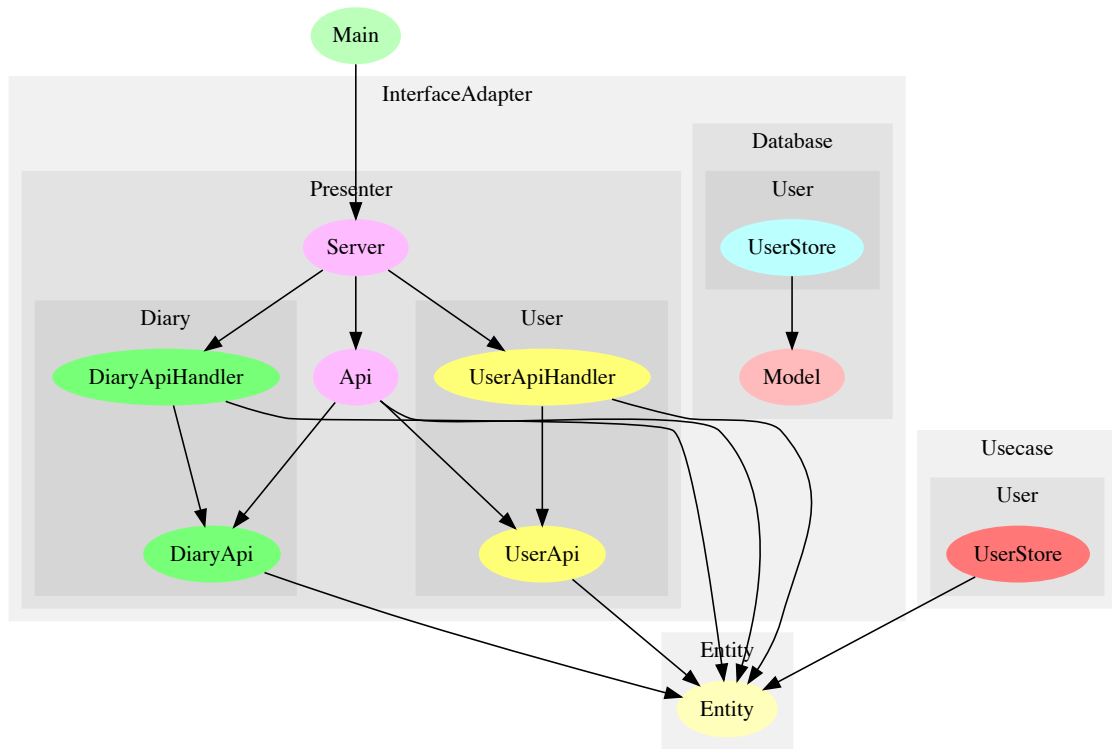 Main
InterfaceAdapter
Database
Presenter
User
Server
UserStore
Diary
User
DiaryApiHandler
Api
UserApiHandler
Model
Usecase
User
DiaryApi
UserApi
UserStore
Entity
Entity